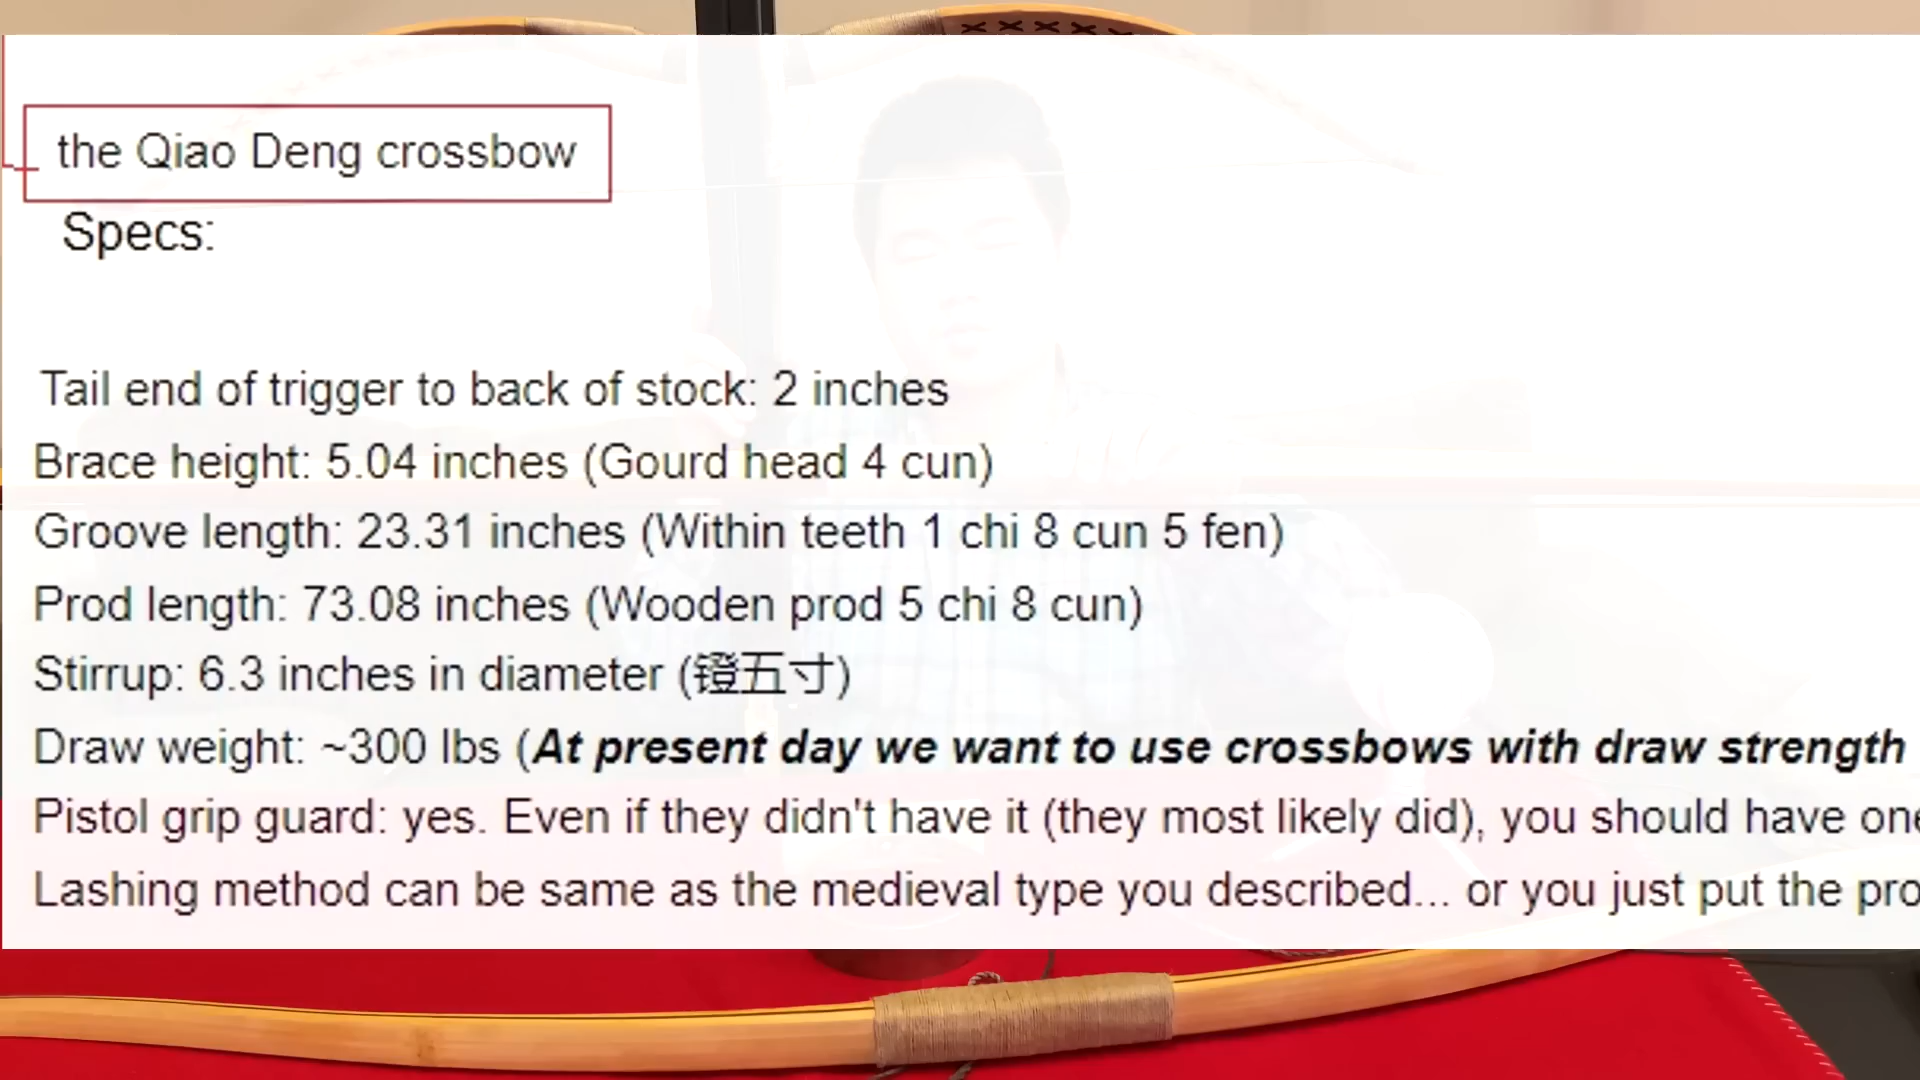 the Qiao Deng crossbow
Specs:
Tail end of trigger to back of stock: 2 inches
Brace height: 5.04 inches (Gourd head 4 cun)
Groove length: 23.31 inches (Within teeth 1 chi 8 cun 5 fen)
Prod length: 73.08 inches (Wooden prod 5 chi 8 cun)
Stirrup: 6.3 inches in diameter (镫五寸)
Draw weight: ~300 lbs (At present day we want to use crossbows with draw strength
Pistol grip guard: yes. Even if they didn't have it (they most likely did), you should have one
Lashing method can be same as the medieval type you described... or you just put the pro